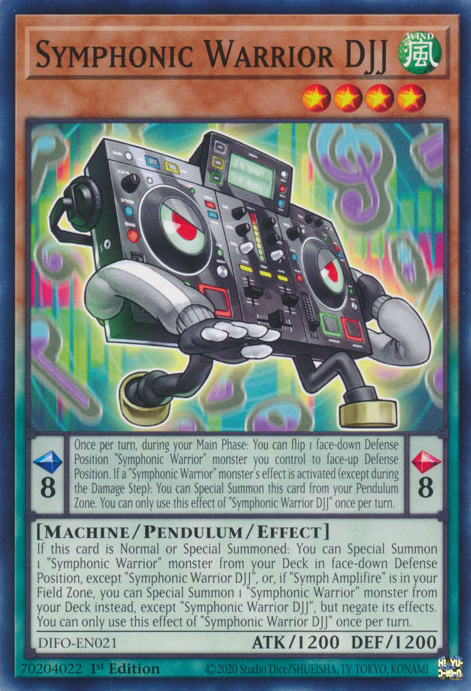 Symphonic Warrior DJJ
WIND
風
Once per turn, during your Main Phase: You can flip 1 face-down Defense
Position "Symphonic Warrior" monster you control to face-up Defense
Position. If a "Symphonic Warrior" monster's effect is activated (except during
the Damage Step): You can Special Summon this card from your Pendulum
Zone. You can only use this effect of "Symphonic Warrior DJJ" once per turn.
8
8
[Machine/Pendulum/Effect]
If this card is Normal or Special Summoned: You can Special Summon
1 "Symphonic Warrior" monster from your Deck in face-down Defense
Position, except "Symphonic Warrior DJJ", or, if "Symph Amplifire" is in your
Field Zone, you can Special Summon 1 "Symphonic Warrior" monster from
your Deck instead, except "Symphonic Warrior DJJ", but negate its effects.
You can only use this effect of "Symphonic Warrior DJJ" once per turn.
DIFO-EN021
ATK/1200 DEF/1200
70204022
1st Edition
©2020 Studio Dice/SHUEISHA, TV TOKYO, KONAMI